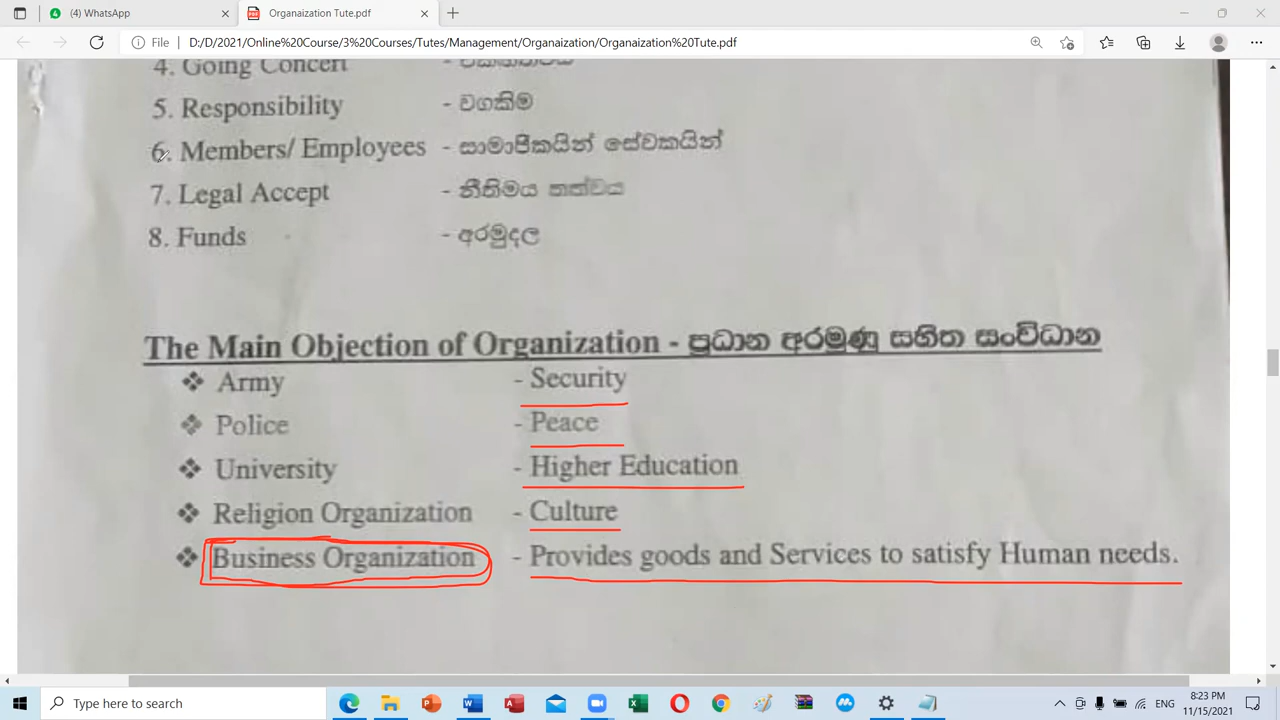 (4) WhatsApp
Organaization Tute.pdf
File D:/D/2021/Online%20Course/3%20Courses/Tutes/Management/Organaization/Organaization%20Tute.pdf
4. Going Concert
5. Responsibility - වගකිම
6. Members/ Employees - සාමාජිකයින් සේවකයින්
7. Legal Accept - නීතිමය තත්වය
8. Funds - අරමුදල
The Main Objection of Organization - ප්‍රධාන අරමුණු සහිත සංවිධාන
❖ Army - Security
❖ Police - Peace
❖ University - Higher Education
❖ Religion Organization - Culture
❖ Business Organization - Provides goods and Services to satisfy Human needs.
Type here to search
ENG
8:23 PM
11/15/2021